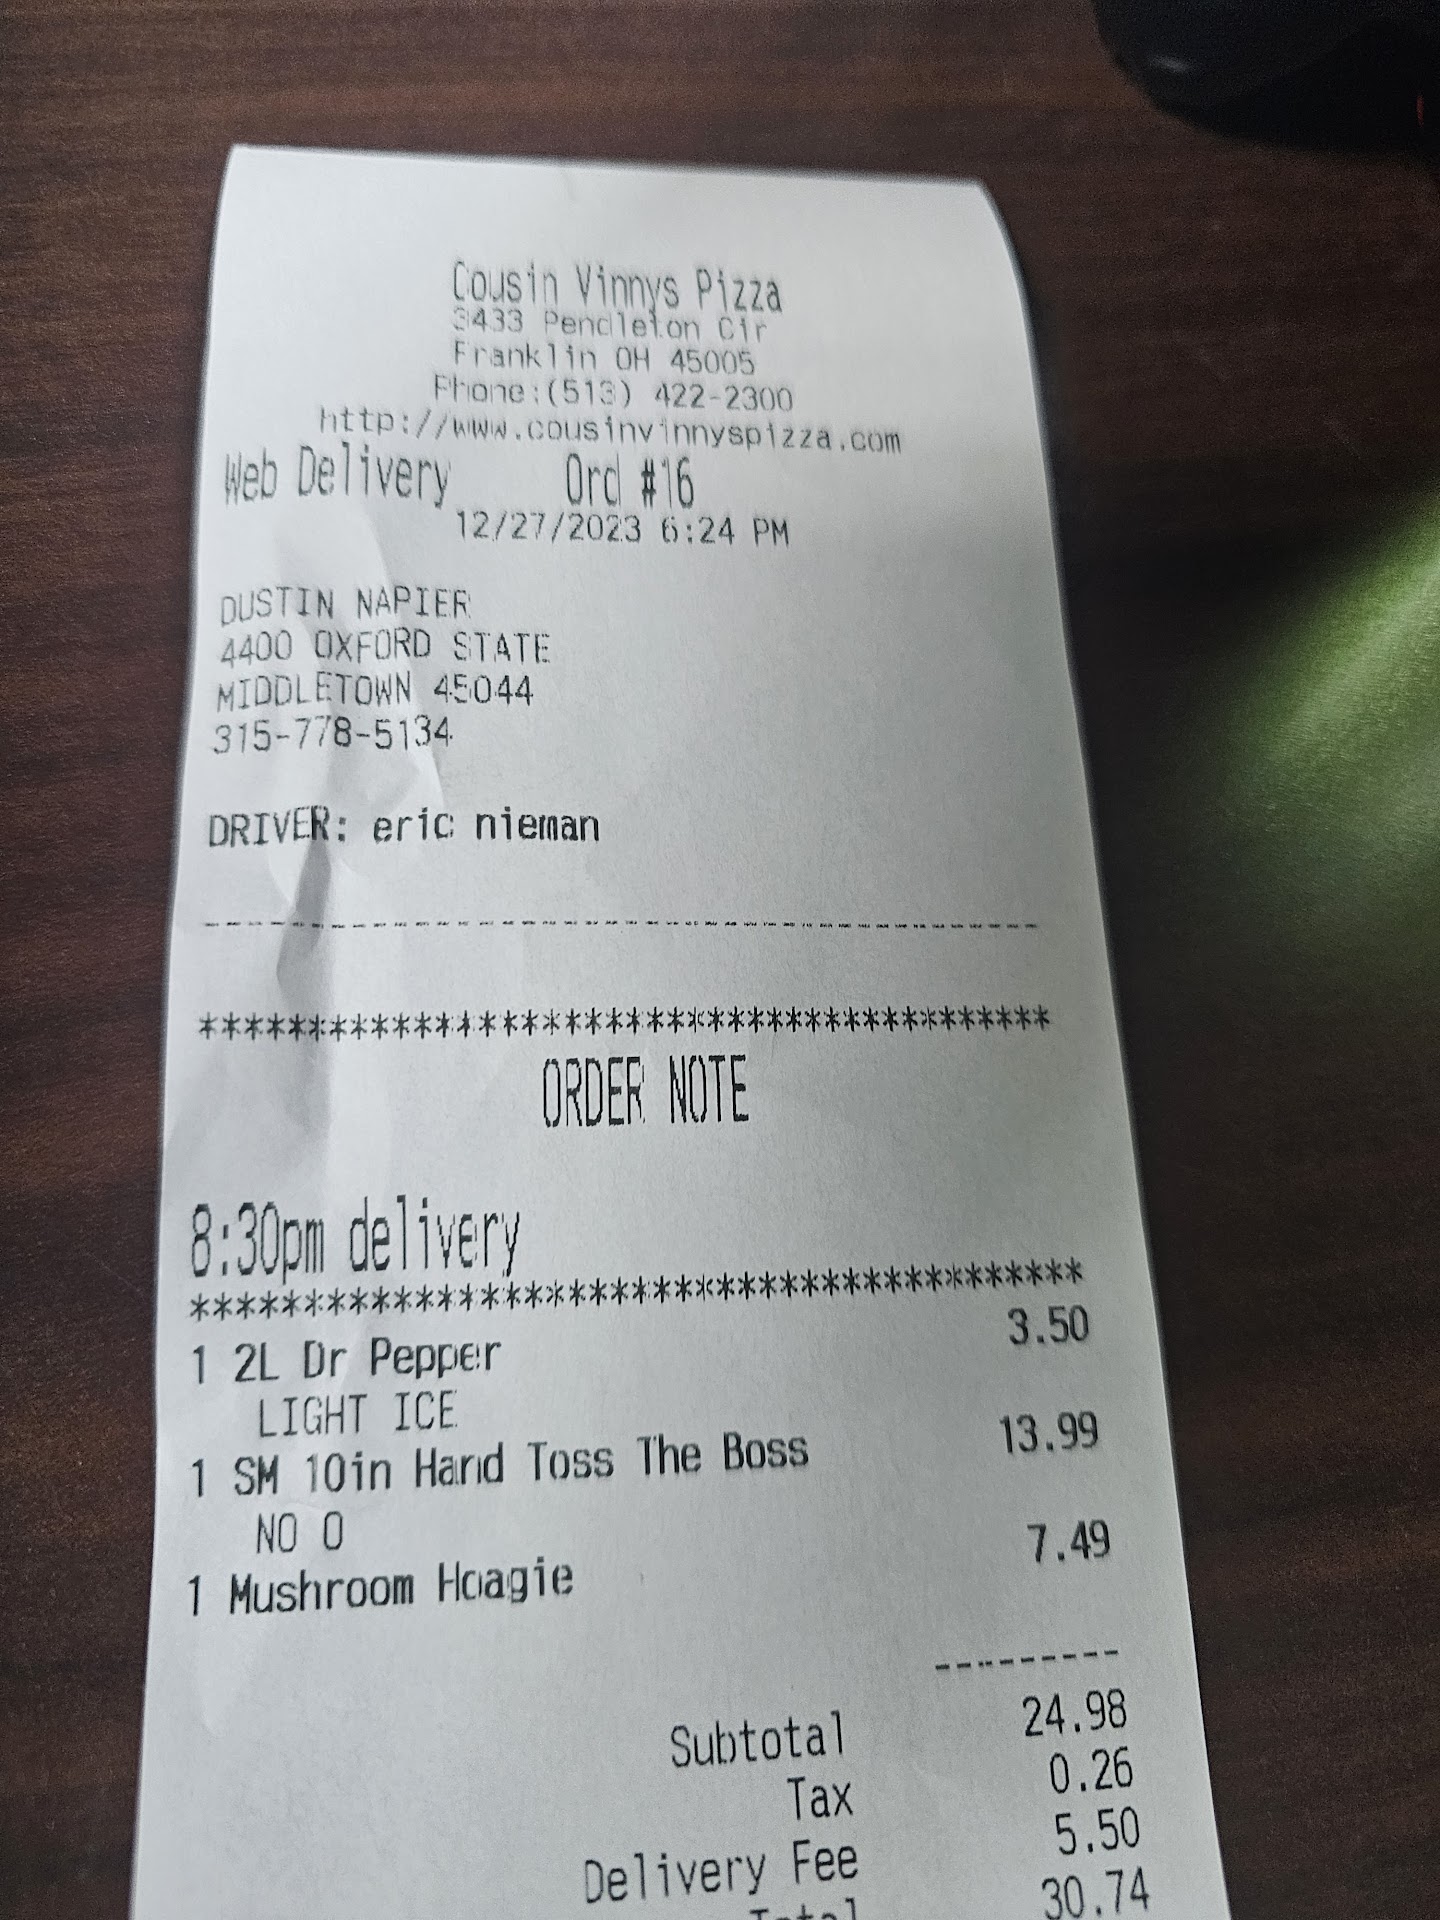 Cousin Vinnys Pizza
3433 Pendleton Cir
Franklin OH 45005
Phone:(513) 422-2300
http://www.cousinvinnyspizza.com
Web Delivery Ord #16
12/27/2023 6:24 PM
DUSTIN NAPIER
4400 OXFORD STATE
MIDDLETOWN 45044
315-778-5134
DRIVER: eric nieman
------------------------------------------
****************************************
ORDER NOTE
8:30pm delivery
****************************************
1 2L Dr Pepper 3.50
LIGHT ICE
1 SM 10in Hand Toss The Boss 13.99
NO O
1 Mushroom Hoagie 7.49
---------
Subtotal 24.98
Tax 0.26
Delivery Fee 5.50
Total 30.74